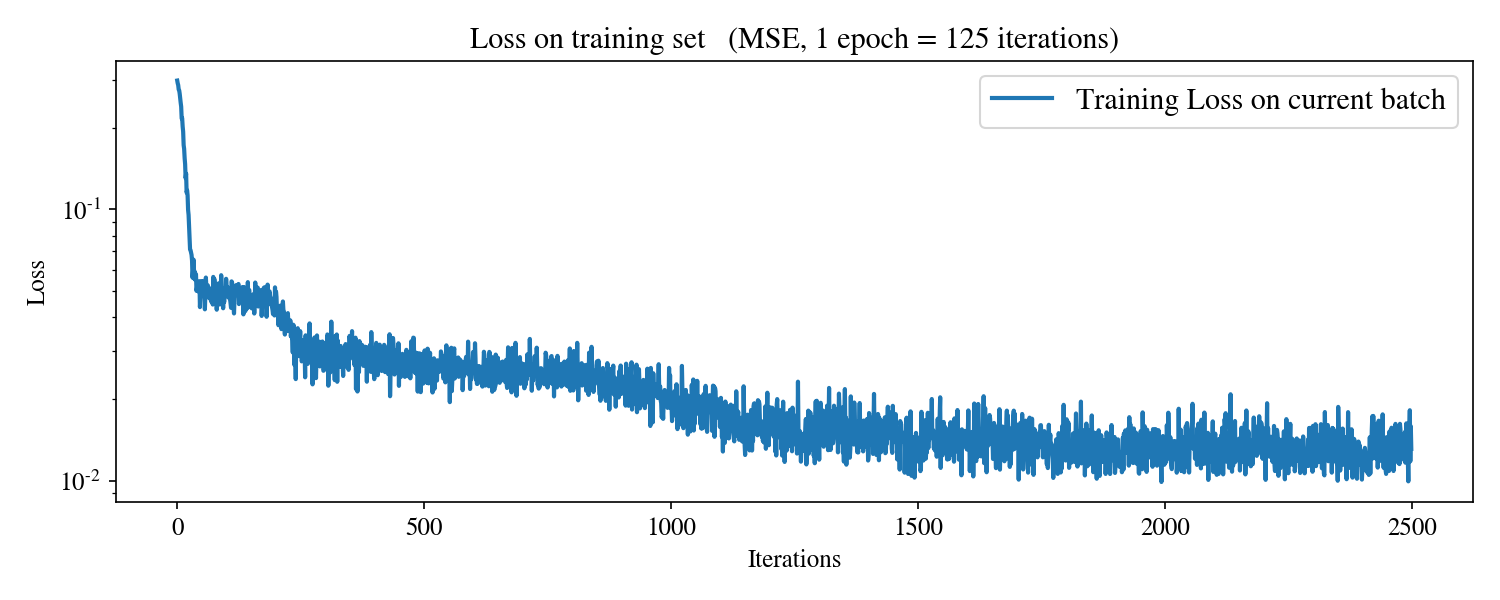 Loss on training set (MSE, 1 epoch = 125 iterations)
Training Loss on current batch
Loss
10⁻¹
10⁻²
0 500 1000 1500 2000 2500
Iterations